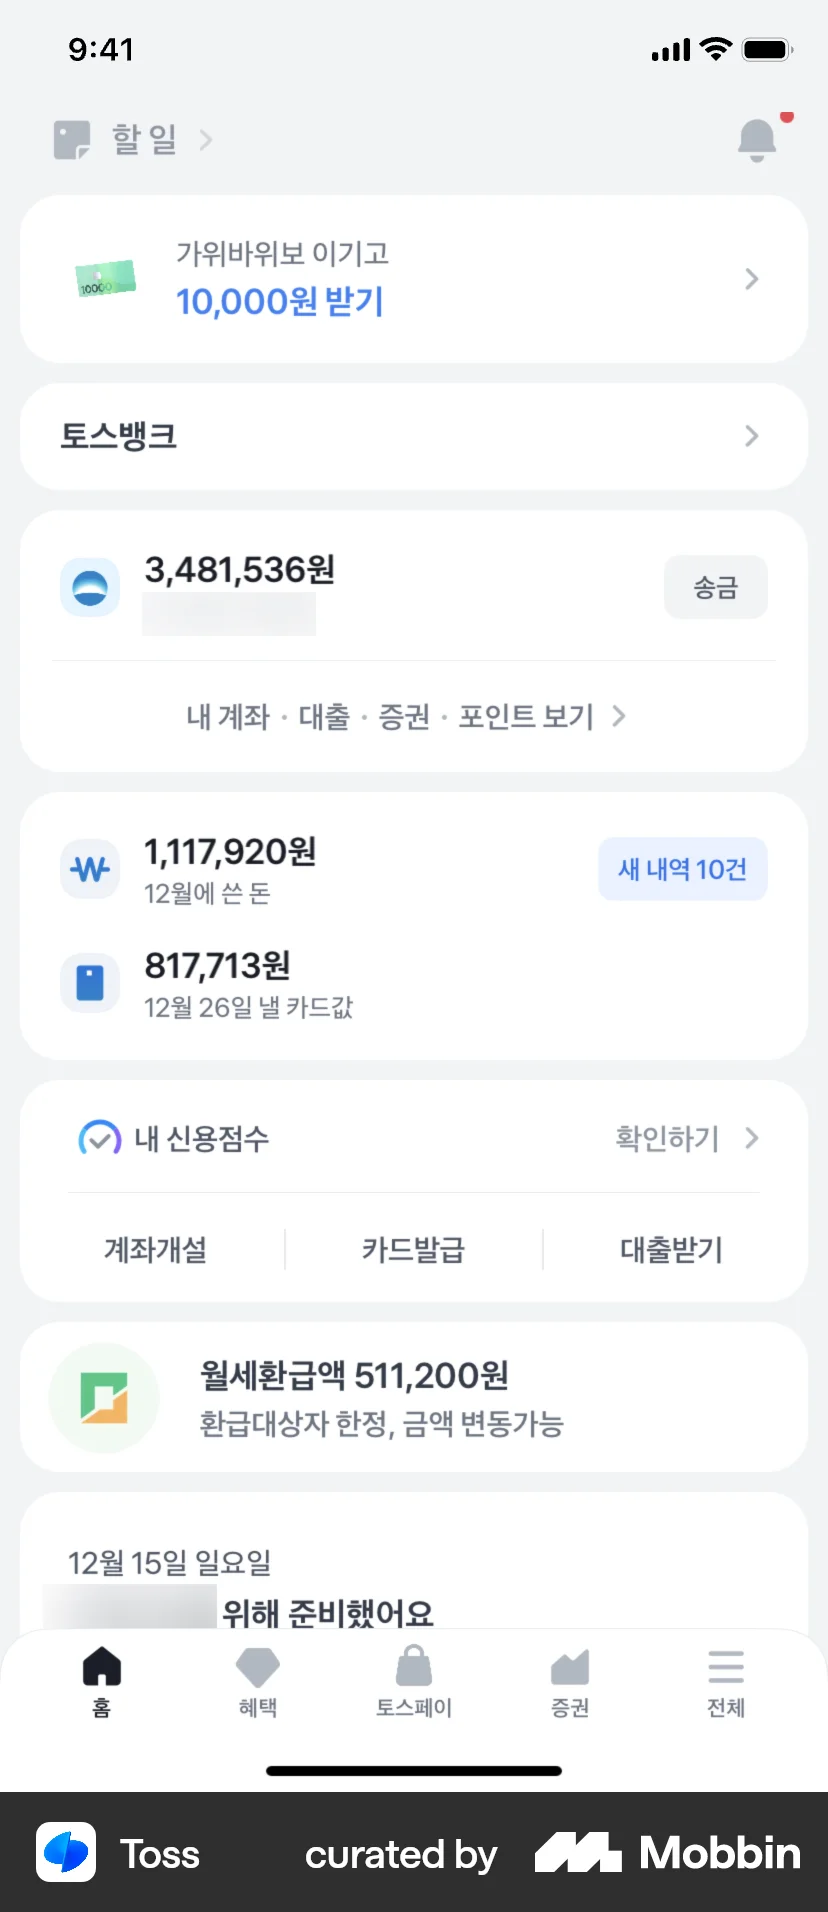 9:41
할 일
가위바위보 이기고
10000
10,000원 받기
토스뱅크
3,481,536원
송금
내 계좌 · 대출 · 증권 · 포인트 보기
1,117,920원
12월에 쓴 돈
새 내역 10건
817,713원
12월 26일 낼 카드값
내 신용점수
확인하기
계좌개설
카드발급
대출받기
월세환급액 511,200원
환급대상자 한정, 금액 변동가능
12월 15일 일요일
위해 준비했어요
홈
혜택
토스페이
증권
전체
Toss
curated by
Mobbin